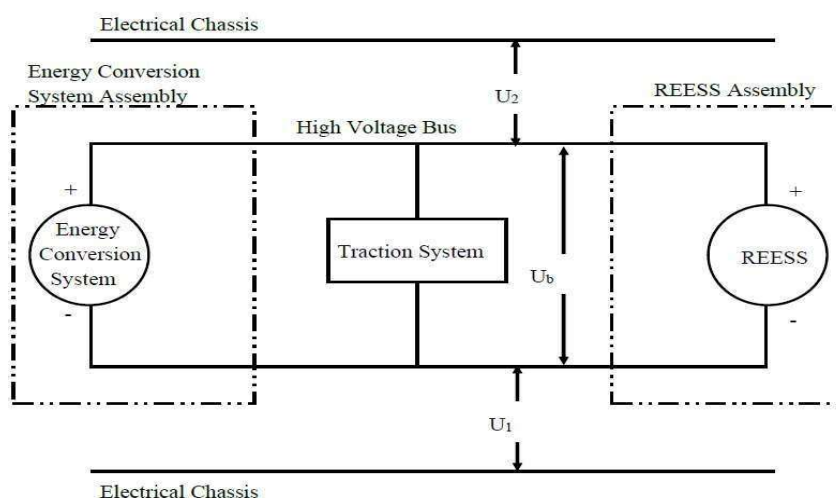 Electrical Chassis
Energy Conversion
System Assembly
U2
REESS Assembly
High Voltage Bus
+
+
Energy
Conversion
System
Traction System
REESS
Ub
-
-
U1
Electrical Chassis